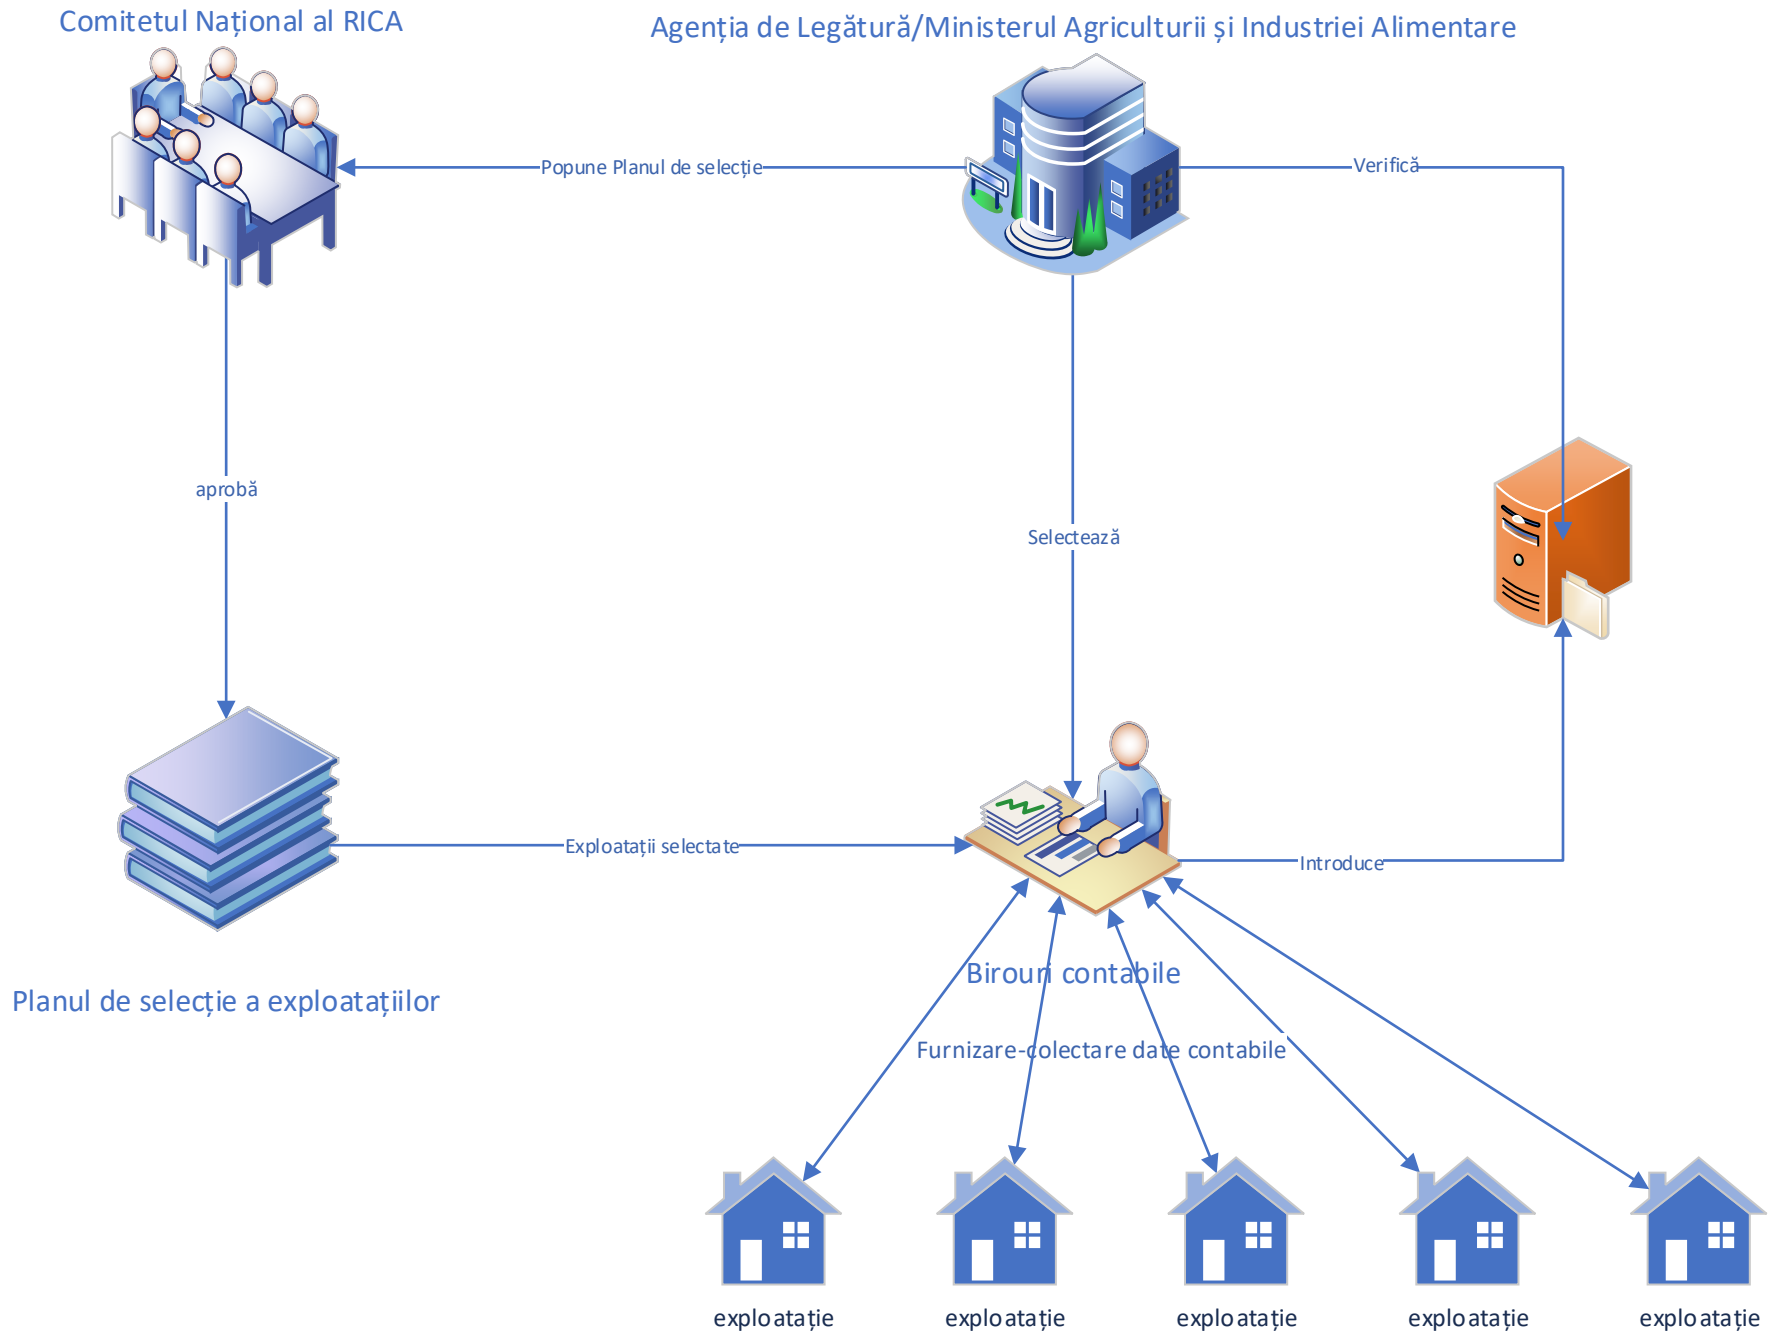 Comitetul Național al RICA
Agenția de Legătură/Ministerul Agriculturii și Industriei Alimentare
Popune Planul de selecție
Verifică
aprobă
Selectează
Exploatații selectate
Introduce
Birouri contabile
Planul de selecție a exploatațiilor
Furnizare-colectare date contabile
exploatație
exploatație
exploatație
exploatație
exploatație